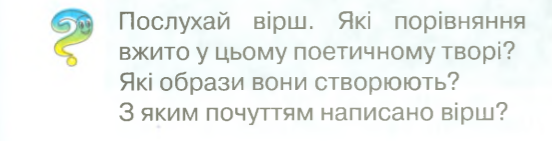 Послухай вірш. Які порівняння
вжито у цьому поетичному творі?
Які образи вони створюють?
З яким почуттям написано вірш?